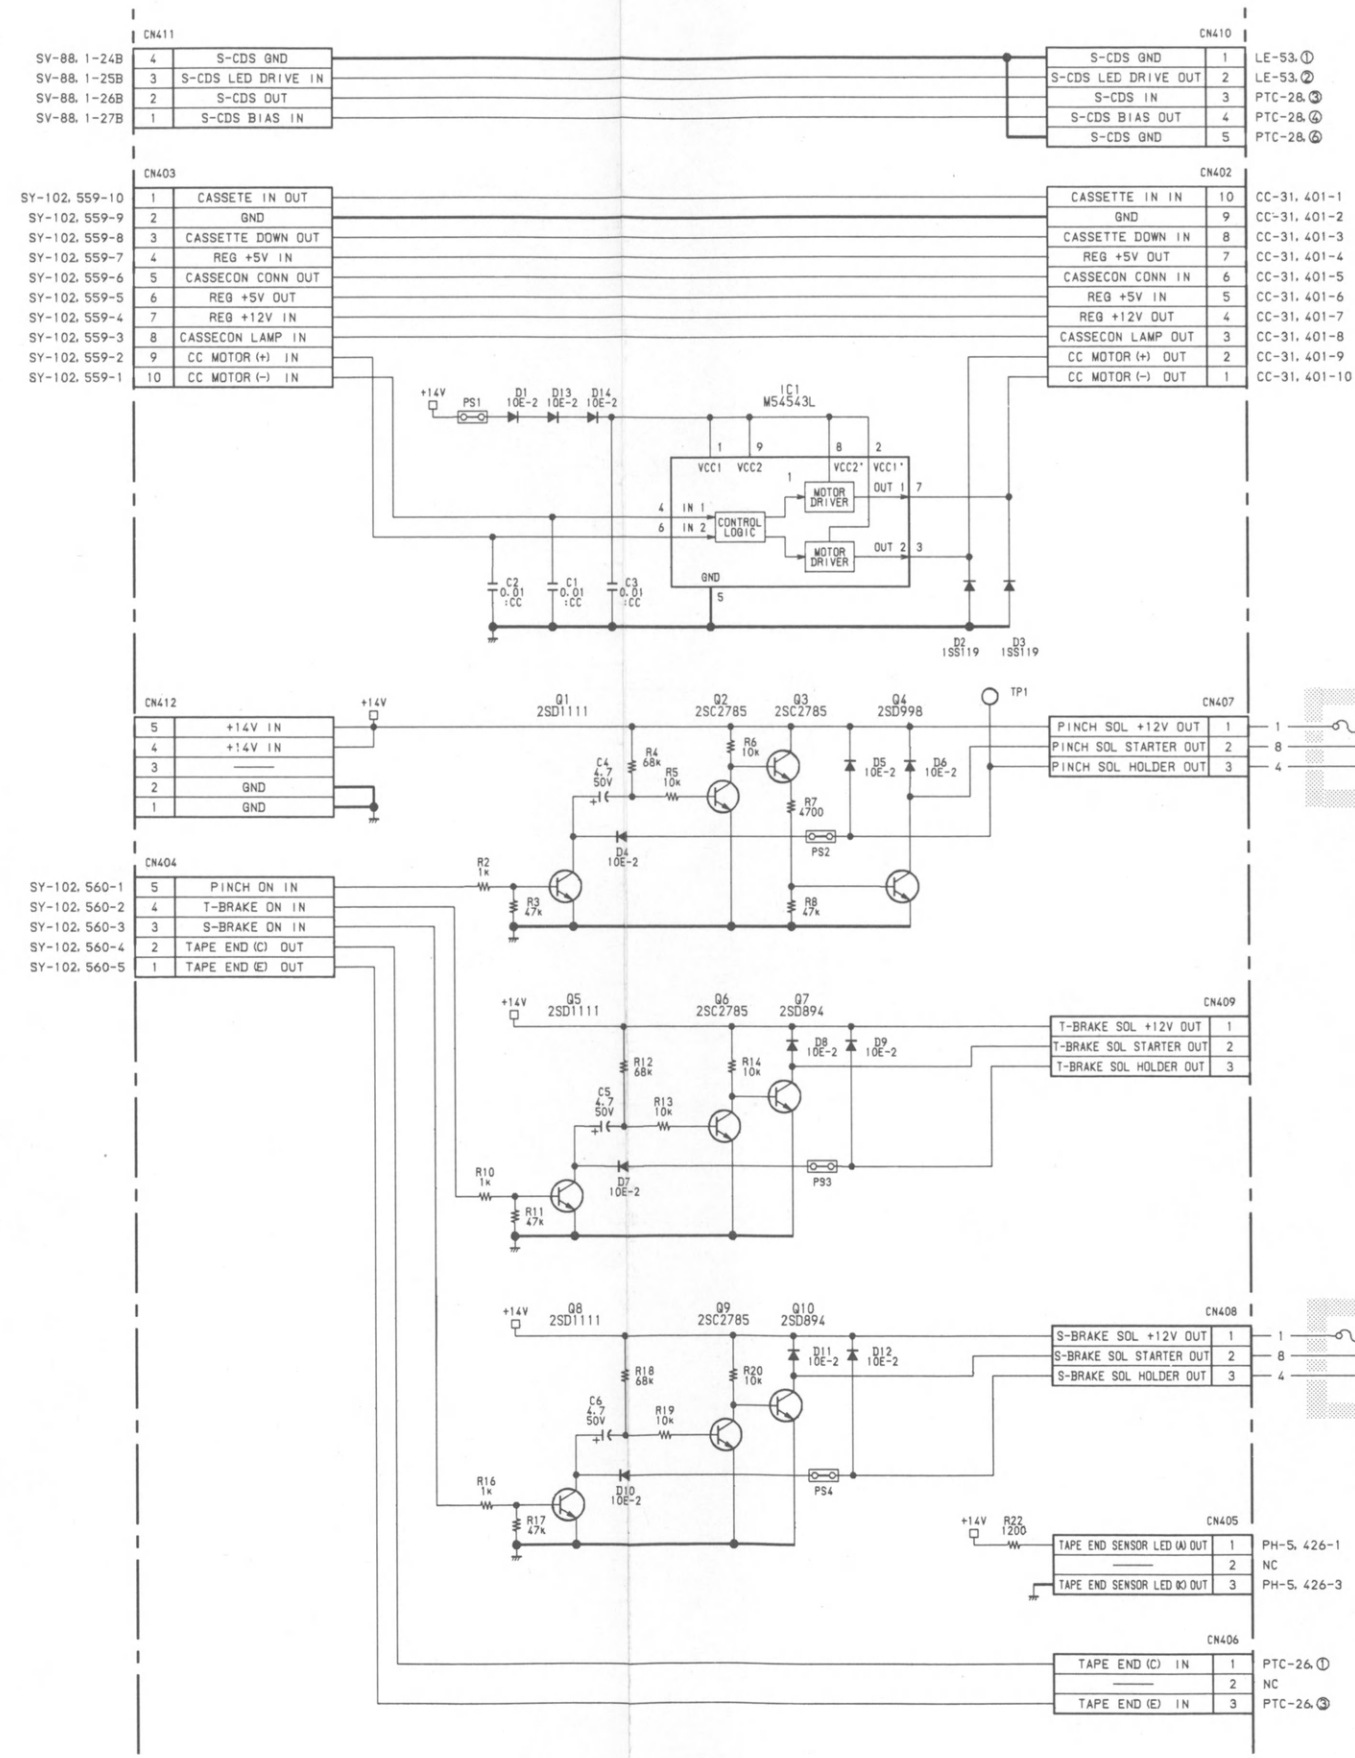 CN411
SV-88. 1-24B 4 S-CDS GND
SV-88. 1-25B 3 S-CDS LED DRIVE IN
SV-88. 1-26B 2 S-CDS OUT
SV-88. 1-27B 1 S-CDS BIAS IN
CN410
S-CDS GND 1 LE-53.①
S-CDS LED DRIVE OUT 2 LE-53.②
S-CDS IN 3 PTC-28.③
S-CDS BIAS OUT 4 PTC-28.④
S-CDS GND 5 PTC-28.⑥
CN403
SY-102. 559-10 1 CASSETE IN OUT
SY-102. 559-9 2 GND
SY-102. 559-8 3 CASSETTE DOWN OUT
SY-102. 559-7 4 REG +5V IN
SY-102. 559-6 5 CASSECON CONN OUT
SY-102. 559-5 6 REG +5V OUT
SY-102. 559-4 7 REG +12V IN
SY-102. 559-3 8 CASSECON LAMP IN
SY-102. 559-2 9 CC MOTOR (+) IN
SY-102. 559-1 10 CC MOTOR (-) IN
CN402
CASSETTE IN IN 10 CC-31. 401-1
GND 9 CC-31. 401-2
CASSETTE DOWN IN 8 CC-31. 401-3
REG +5V OUT 7 CC-31. 401-4
CASSECON CONN IN 6 CC-31. 401-5
REG +5V IN 5 CC-31. 401-6
REG +12V OUT 4 CC-31. 401-7
CASSECON LAMP OUT 3 CC-31. 401-8
CC MOTOR (+) OUT 2 CC-31. 401-9
CC MOTOR (-) OUT 1 CC-31. 401-10
+14V
PS1
D1
10E-2
D13
10E-2
D14
10E-2
IC1
M54543L
1 9 8 2
VCC1 VCC2 VCC2' VCC1'
1
MOTOR
DRIVER
OUT 1 7
4 IN 1
6 IN 2
CONTROL
LOGIC
MOTOR
DRIVER
OUT 2 3
GND
5
C2
0.01
:CC
C1
0.01
:CC
C3
0.01
:CC
D2
1SS119
D3
1SS119
CN412
+14V
5 +14V IN
4 +14V IN
3
2 GND
1 GND
Q1
2SD1111
Q2
2SC2785
Q3
2SC2785
Q4
2SD998
TP1
R4
68k
R6
10k
C4
4.7
50V
+
R5
10k
D5
10E-2
D6
10E-2
R7
4700
D4
10E-2
PS2
R2
1k
R3
47k
R8
47k
CN407
PINCH SOL +12V OUT 1 1
PINCH SOL STARTER OUT 2 8
PINCH SOL HOLDER OUT 3 4
CN404
SY-102. 560-1 5 PINCH ON IN
SY-102. 560-2 4 T-BRAKE ON IN
SY-102. 560-3 3 S-BRAKE ON IN
SY-102. 560-4 2 TAPE END (C) OUT
SY-102. 560-5 1 TAPE END (E) OUT
+14V
Q5
2SD1111
Q6
2SC2785
Q7
2SD894
R12
68k
R14
10k
D8
10E-2
D9
10E-2
C5
4.7
50V
+
R13
10k
D7
10E-2
PS3
R10
1k
R11
47k
CN409
T-BRAKE SOL +12V OUT 1
T-BRAKE SOL STARTER OUT 2
T-BRAKE SOL HOLDER OUT 3
+14V
Q8
2SD1111
Q9
2SC2785
Q10
2SD894
R18
68k
R20
10k
D11
10E-2
D12
10E-2
C6
4.7
50V
+
R19
10k
D10
10E-2
PS4
R16
1k
R17
47k
CN408
S-BRAKE SOL +12V OUT 1 1
S-BRAKE SOL STARTER OUT 2 8
S-BRAKE SOL HOLDER OUT 3 4
+14V
R22
1200
CN405
TAPE END SENSOR LED (A) OUT 1 PH-5. 426-1
2 NC
TAPE END SENSOR LED (K) OUT 3 PH-5. 426-3
CN406
TAPE END (C) IN 1 PTC-26.①
2 NC
TAPE END (E) IN 3 PTC-26.③